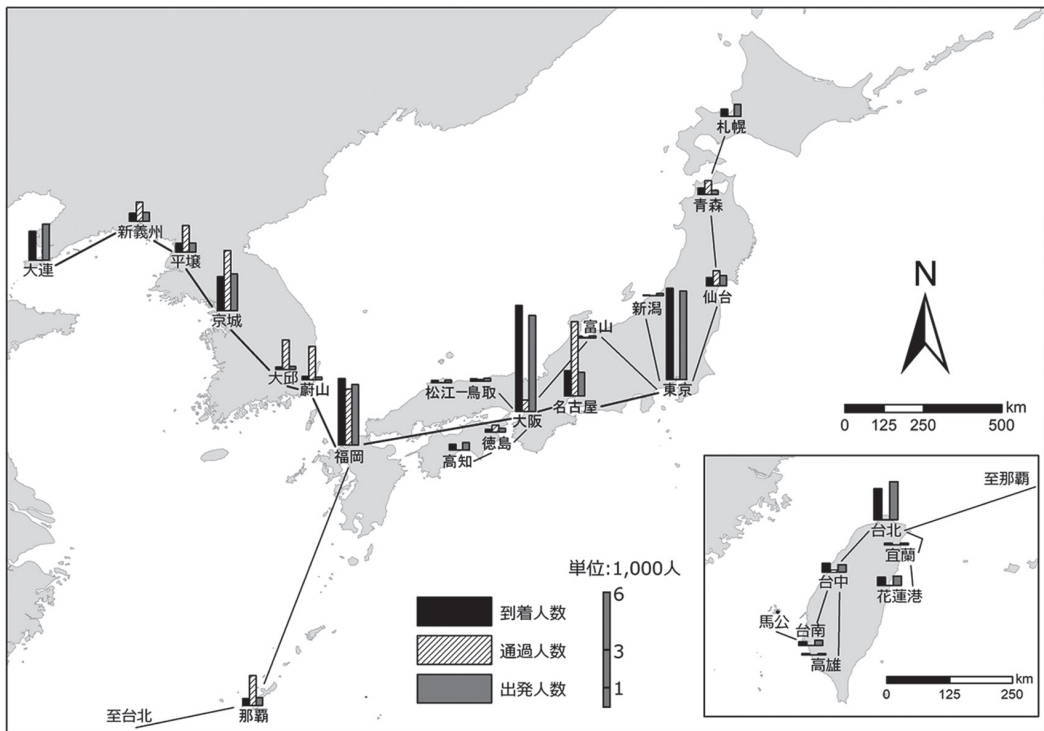 札幌
青森
仙台
新潟
富山
東京
名古屋
大阪
鳥取
松江
徳島
高知
福岡
蔚山
大邱
京城
平壌
新義州
大連
那覇
至台北
N
km
0 125 250 500
単位:1,000人
到着人数
通過人数
出発人数
6
3
1
至那覇
台北
宜蘭
台中
花蓮港
馬公
台南
高雄
km
0 125 250